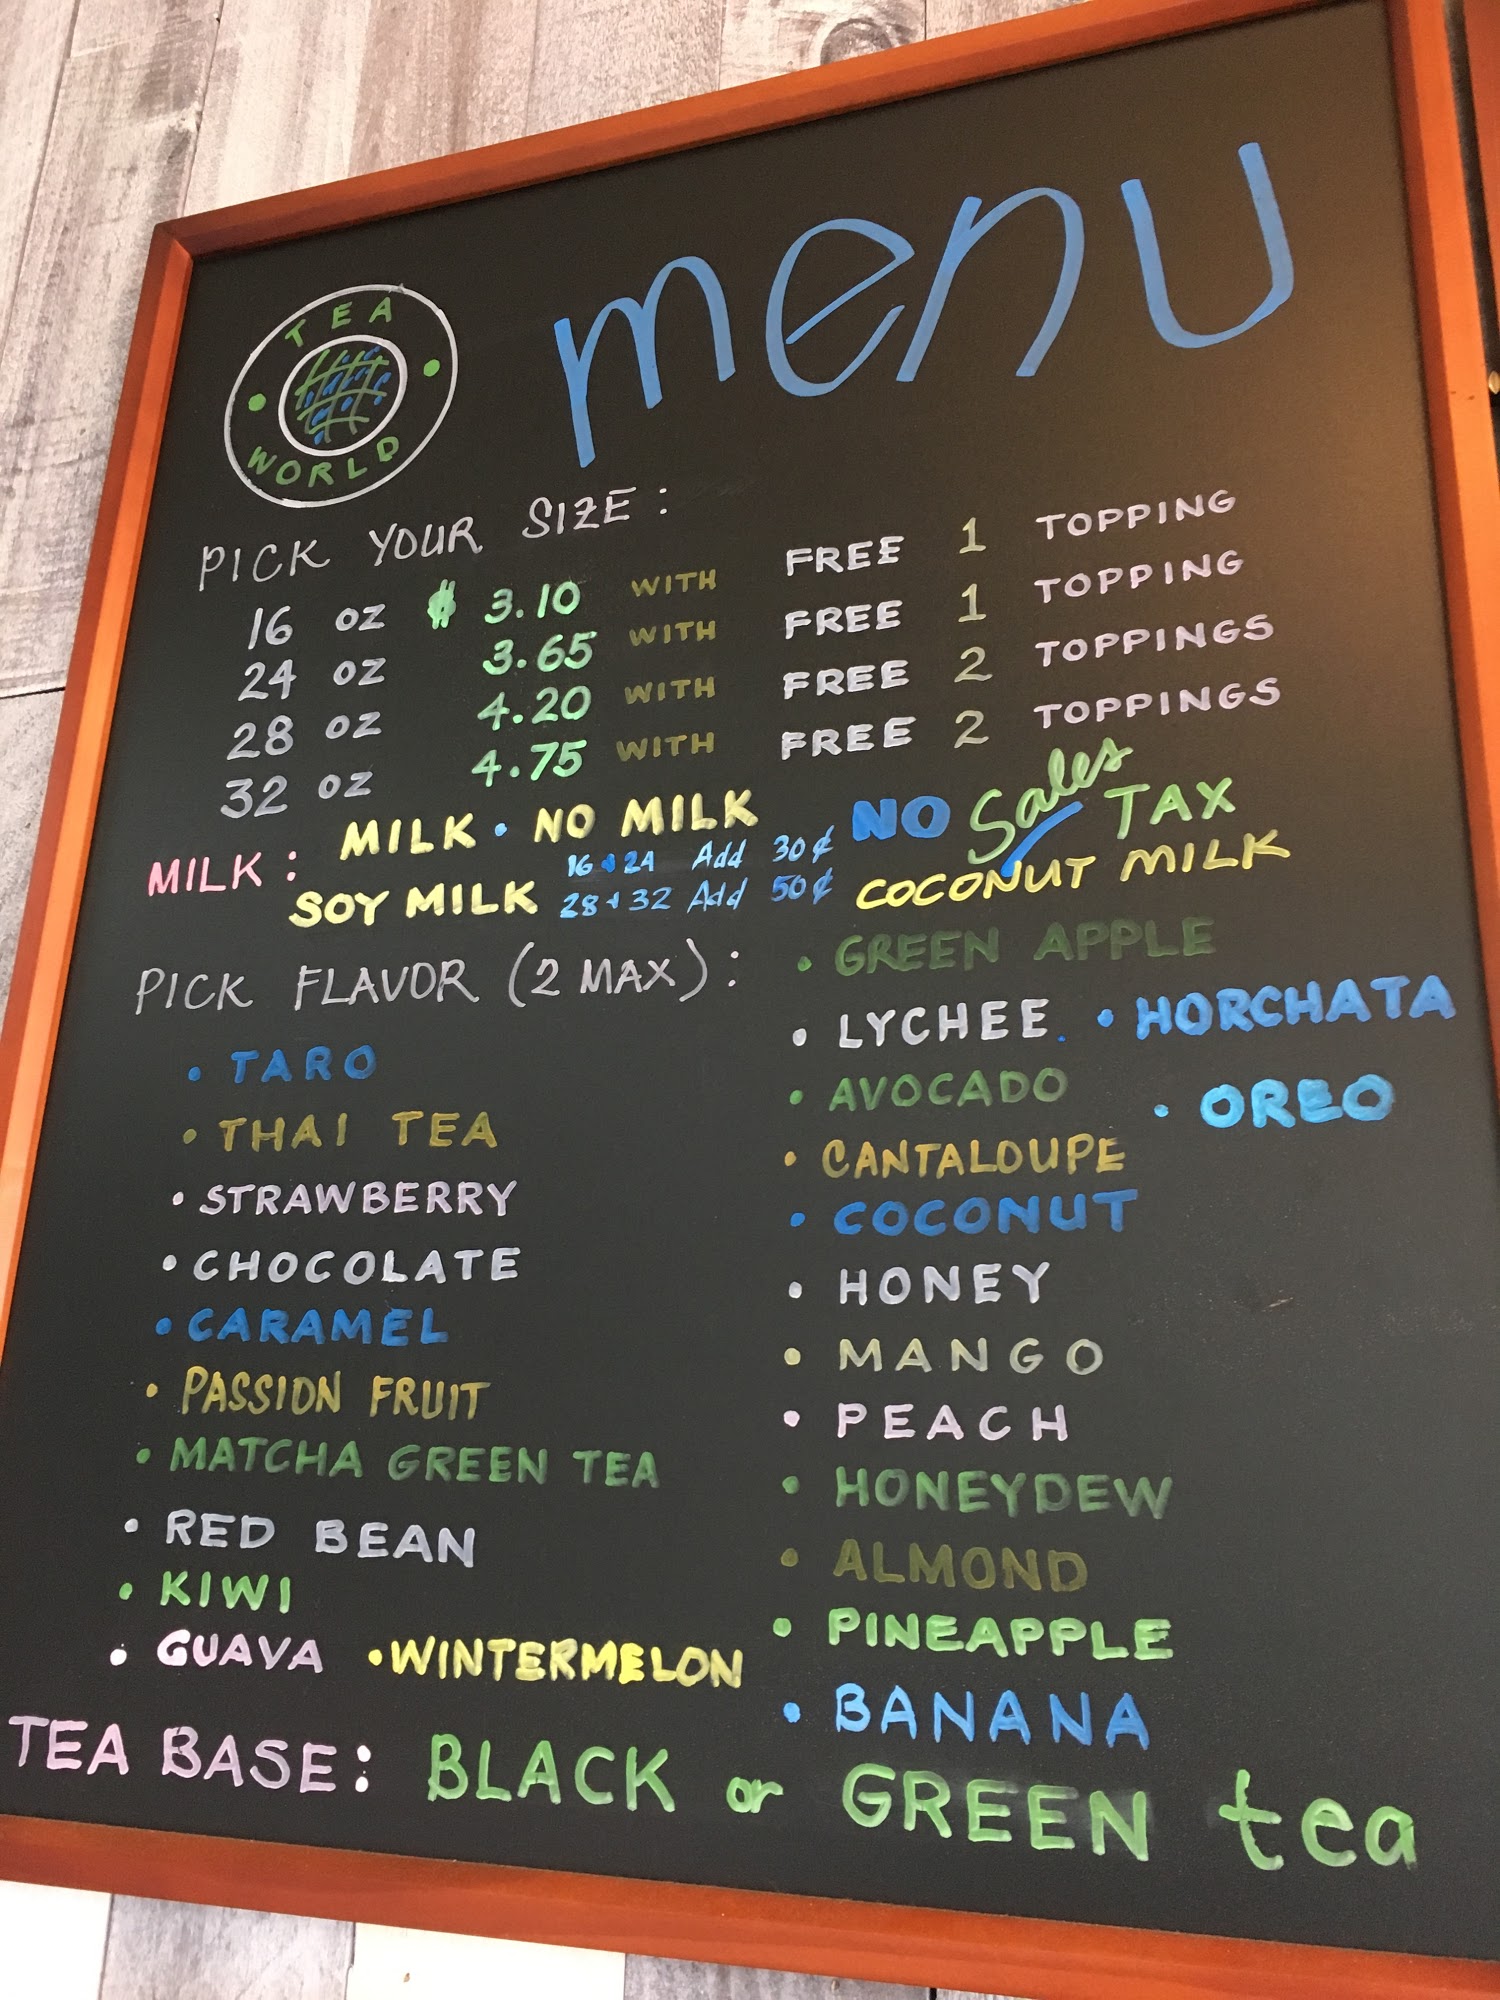 TEA
WORLD
menu
PICK YOUR SIZE:
16 oz $ 3.10 WITH FREE 1 TOPPING
24 oz 3.65 WITH FREE 1 TOPPING
28 oz 4.20 WITH FREE 2 TOPPINGS
32 oz 4.75 WITH FREE 2 TOPPINGS
NO Sales TAX
MILK: MILK • NO MILK
SOY MILK 16 + 24 Add 30¢
28 + 32 Add 50¢
COCONUT MILK
PICK FLAVOR (2 MAX):
• TARO
• THAI TEA
• STRAWBERRY
• CHOCOLATE
• CARAMEL
• PASSION FRUIT
• MATCHA GREEN TEA
• RED BEAN
• KIWI
• GUAVA • WINTERMELON
• GREEN APPLE
• LYCHEE. • HORCHATA
• AVOCADO • OREO
• CANTALOUPE
• COCONUT
• HONEY
• MANGO
• PEACH
• HONEYDEW
• ALMOND
• PINEAPPLE
• BANANA
TEA BASE: BLACK or GREEN tea